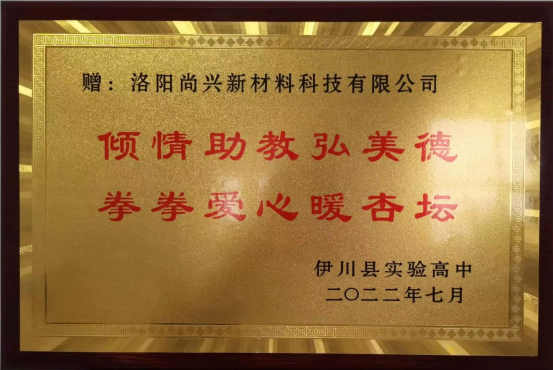 赠：洛阳尚兴新材料科技有限公司
倾情助教弘美德
拳拳爱心暖杏坛
伊川县实验高中
二〇二二年七月